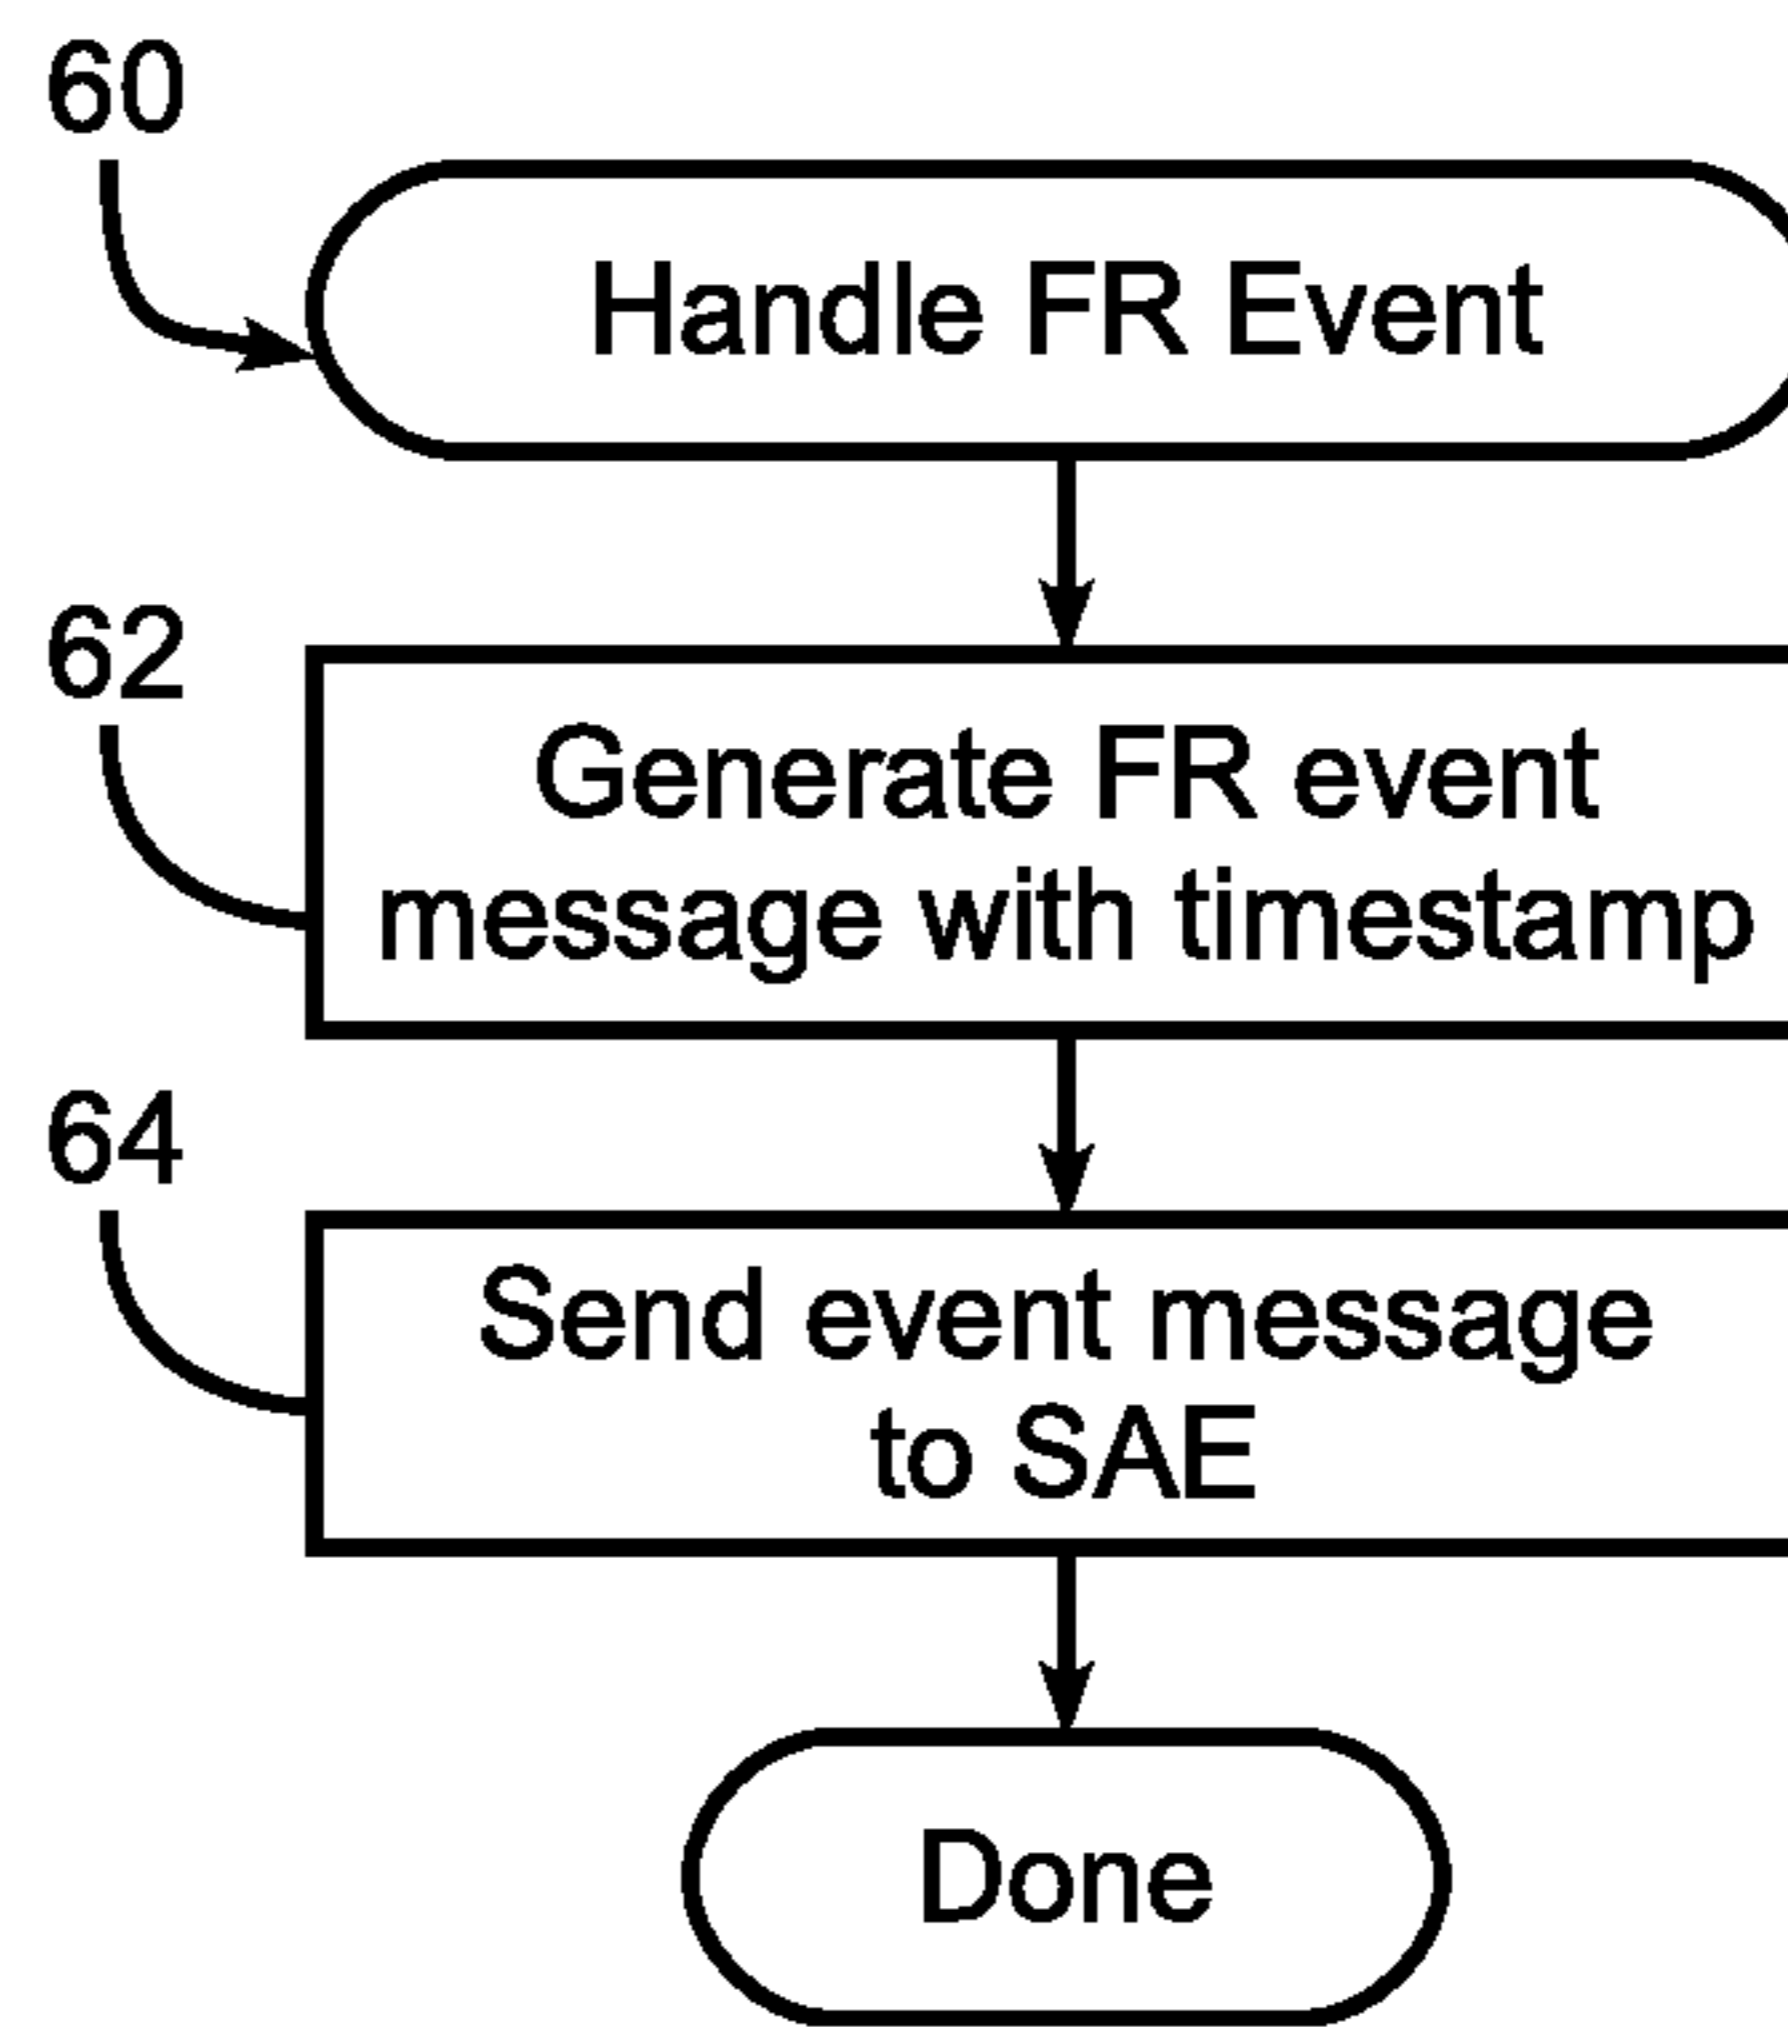 60
Handle FR Event
62
Generate FR event
message with timestamp
64
Send event message
to SAE
Done